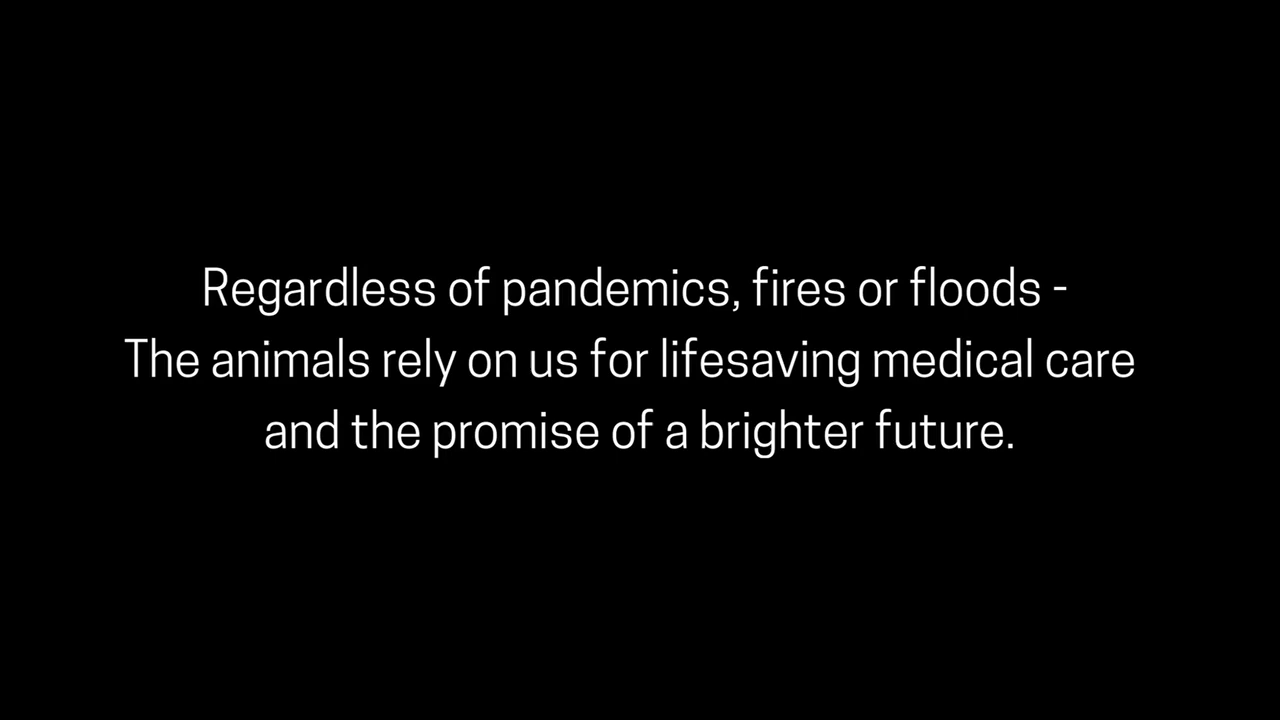 Regardless of pandemics, fires or floods -
The animals rely on us for lifesaving medical care
and the promise of a brighter future.